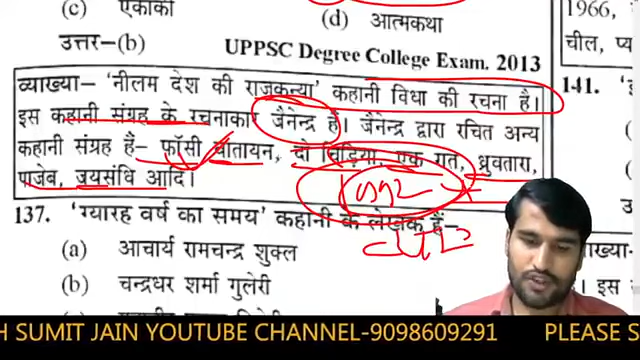 (c) एकाकी
(d) आत्मकथा
उत्तर-(b)
UPPSC Degree College Exam. 2013
व्याख्या– 'नीलम देश की राजकन्या' कहानी विधा की रचना है।
इस कहानी संग्रह के रचनाकार जैनेन्द्र है। जैनेन्द्र द्वारा रचित अन्य
कहानी संग्रह हैं– फाॅसी वातायन, दो चिड़िया, एक रात, ध्रुवतारा,
पाजेब, जयसंधि आदि।
137. 'ग्यारह वर्ष का समय' कहानी के लेखक हैं–
(a) आचार्य रामचन्द्र शुक्ल
(b) चन्द्रधर शर्मा गुलेरी
1966,
चील, प्य
141.
व्याख्या-
इस
H SUMIT JAIN YOUTUBE CHANNEL-9098609291 PLEASE S